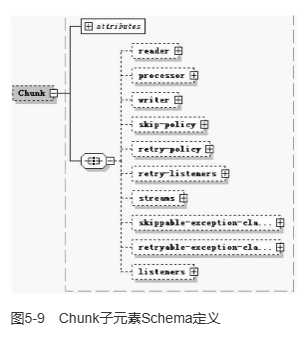 attributes
reader
Chunk
processor
writer
skip-policy
retry-policy
retry-listeners
streams
skippable-exception-cla...
retryable-exception-cla...
listeners
图5-9 Chunk子元素Schema定义